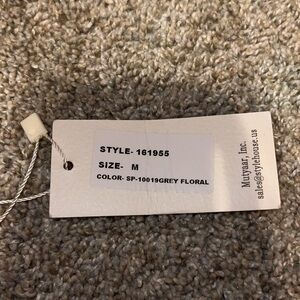 STYLE- 161955
SIZE- M
COLOR- SP-10019GREY FLORAL
Mutyaar, Inc.
sales@stylehouse.us